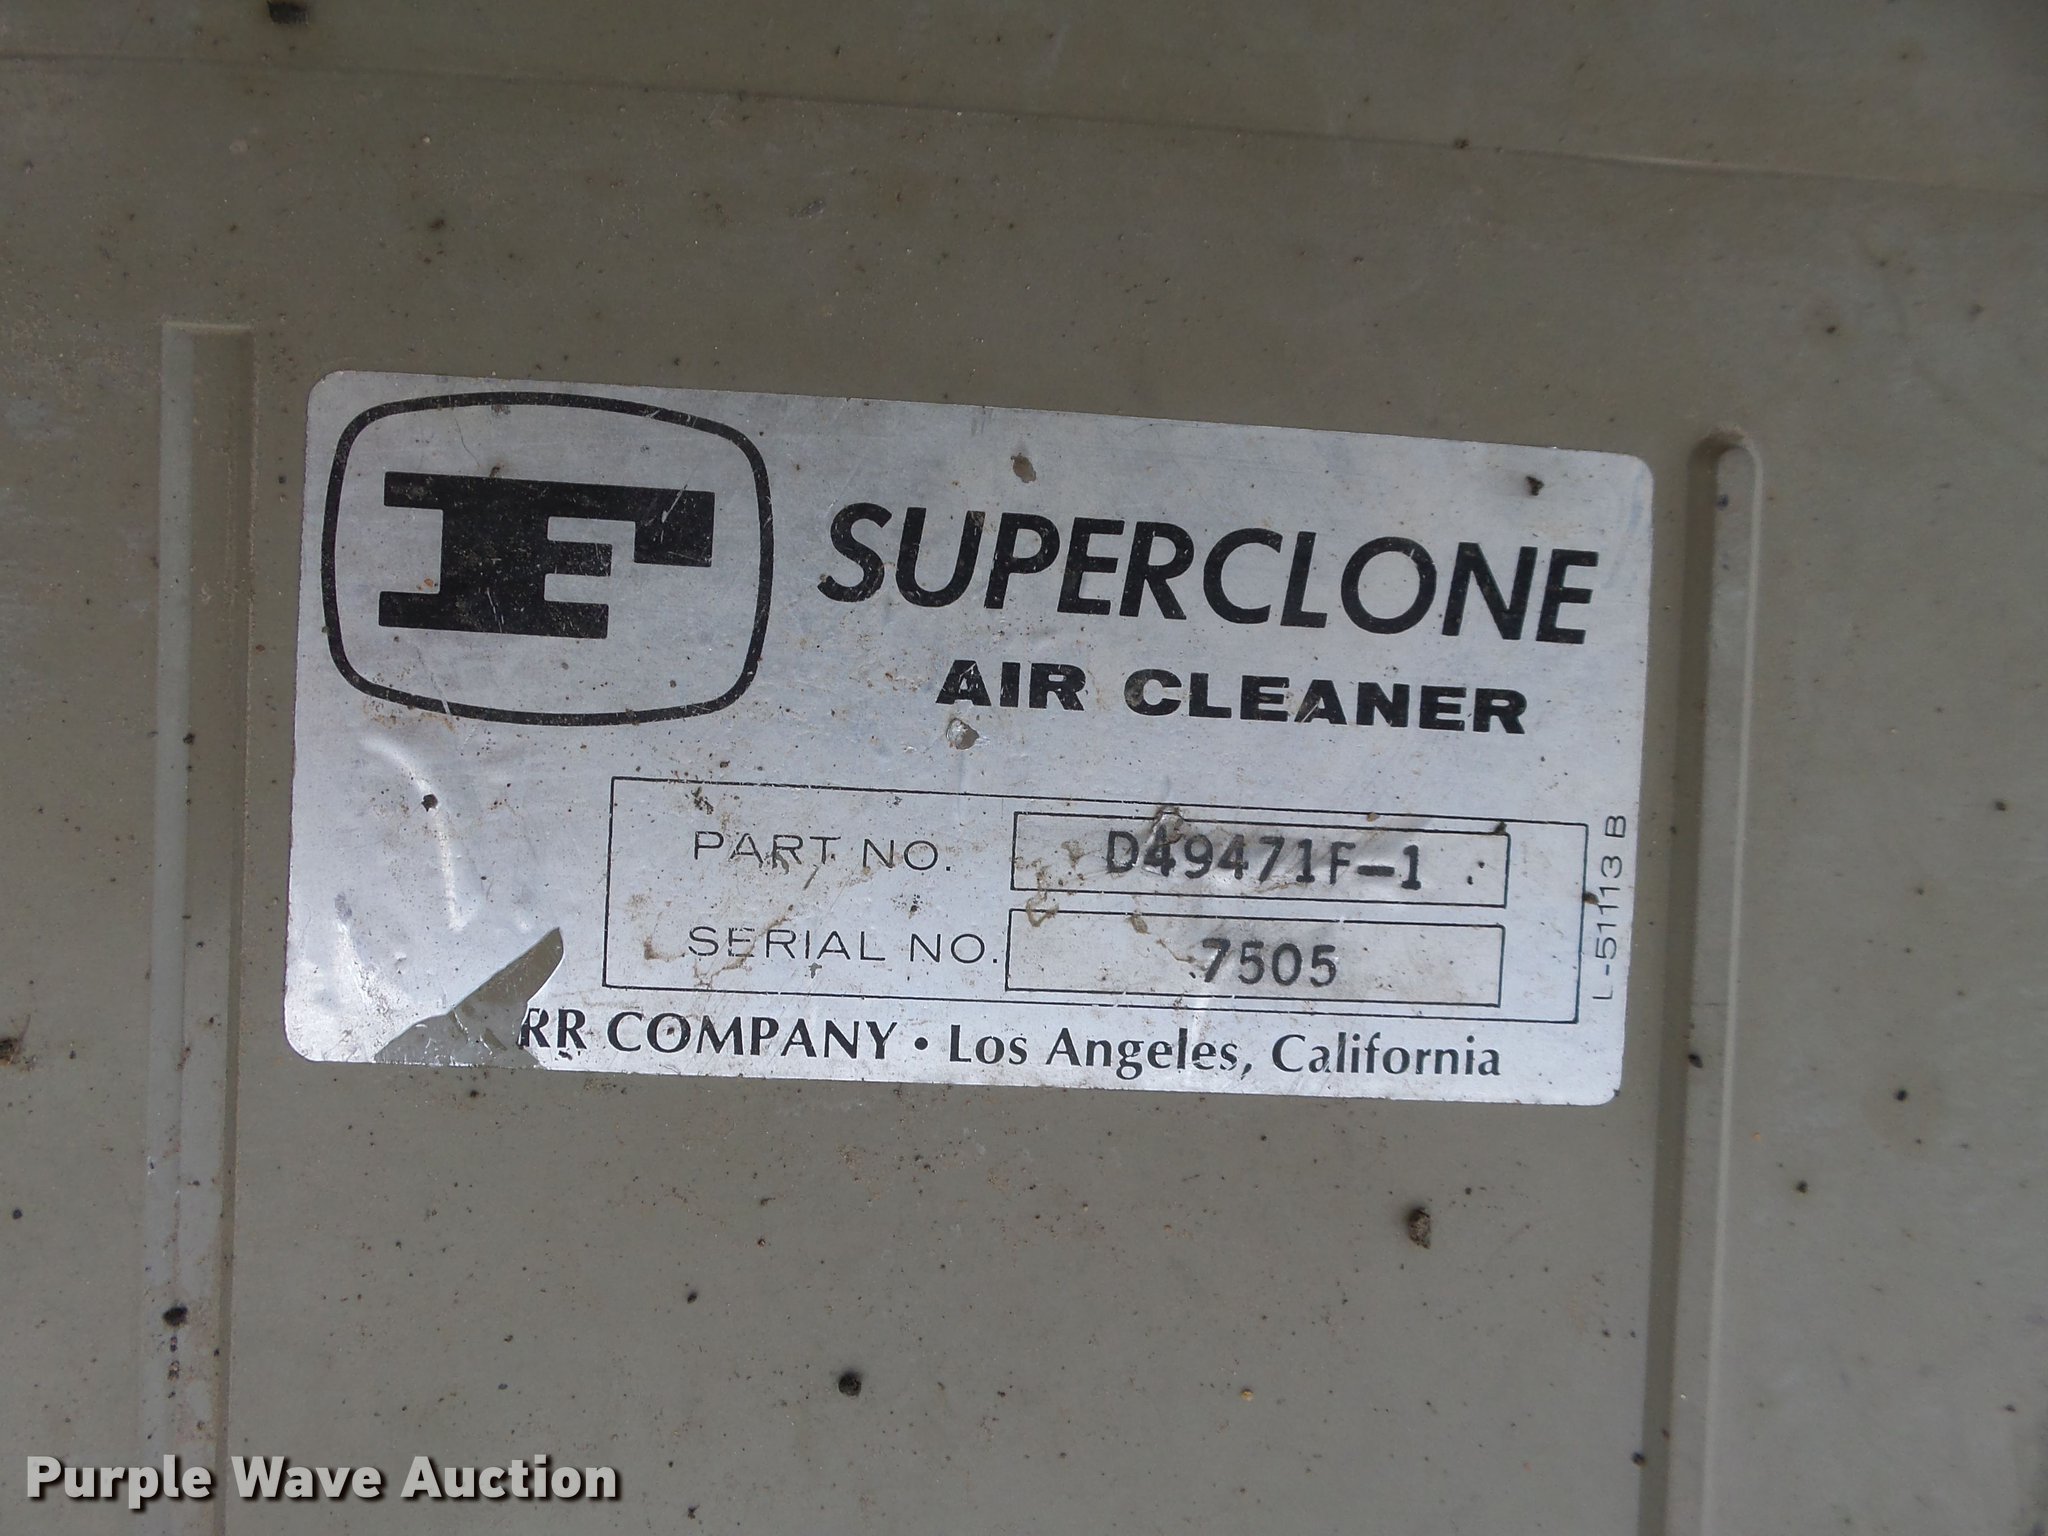 F
SUPERCLONE
AIR CLEANER
PART NO. D49471F-1
SERIAL NO. 7505
RR COMPANY • Los Angeles, California
L-51113 B
Purple Wave Auction